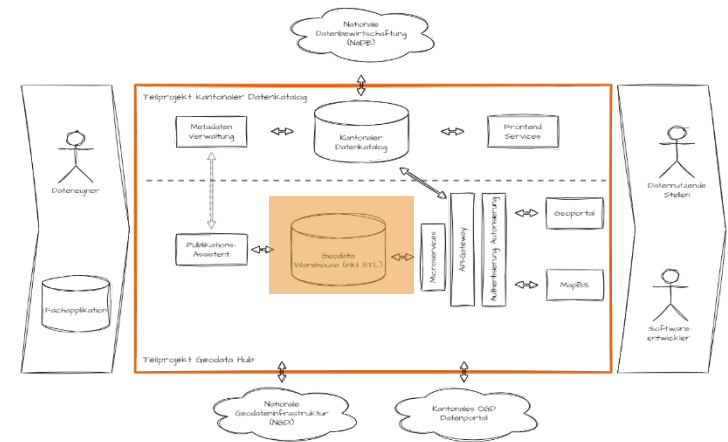 Nationale
Datenbewirtschaftung
(NaDB)
Teilprojekt Kantonaler Datenkatalog
Metadaten
Verwaltung
Kantonaler
Datenkatalog
Frontend
Services
Dateneigner
Datennutzende
Stellen
Publikations-
Assistent
Geodata
Warehouse (inkl. ETL)
Microservices
API-Gateway
Authentisierung, Autorisierung
Geoportal
MapBS
Fachapplikation
Software-
entwickler
Teilprojekt Geodata Hub
Nationale
Geodateninfrastruktur
(NGDI)
Kantonales OGD
Datenportal